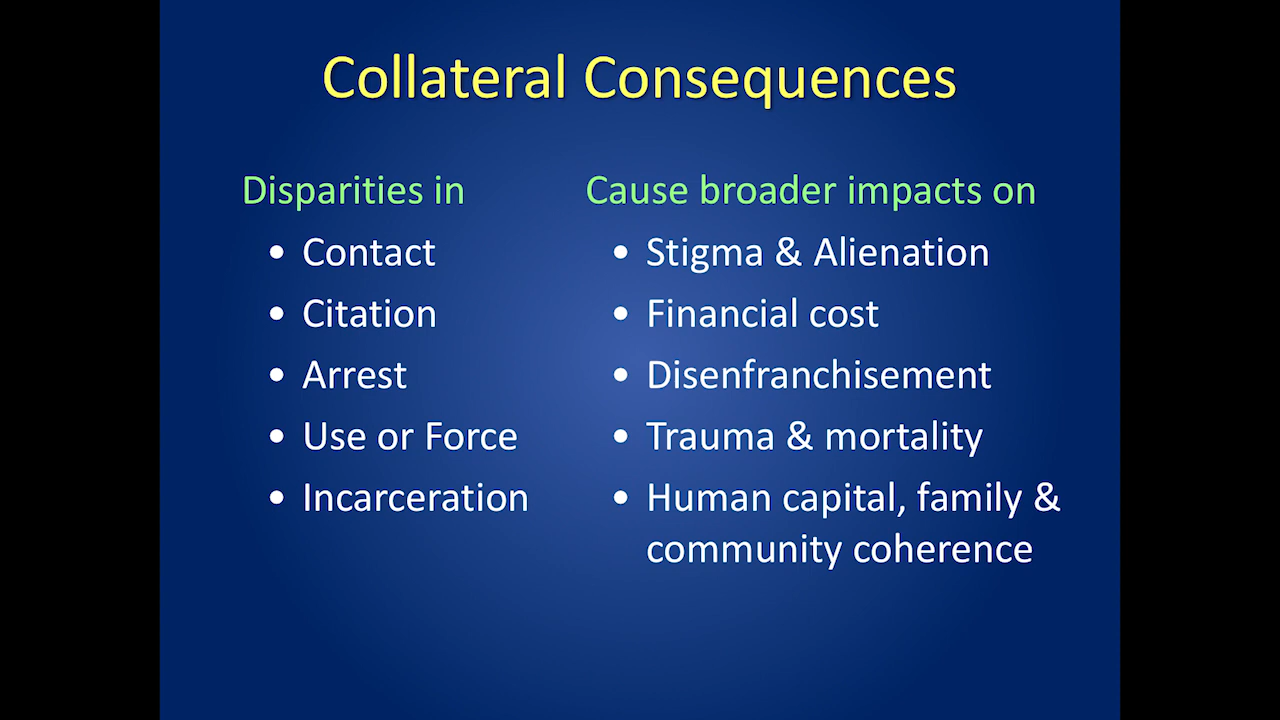 Collateral Consequences
Disparities in
• Contact
• Citation
• Arrest
• Use or Force
• Incarceration
Cause broader impacts on
• Stigma & Alienation
• Financial cost
• Disenfranchisement
• Trauma & mortality
• Human capital, family &
community coherence